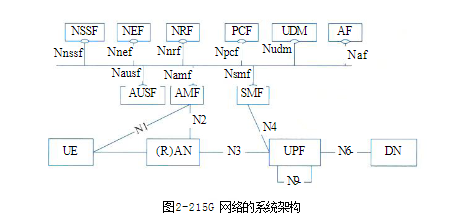 NSSF NEF NRF PCF UDM AF
Nnssf Nnef Nnrf Npcf Nudm Naf
Nausf Namf Nsmf
AUSF AMF SMF
N1 N2 N4
UE (R)AN N3 UPF N6 DN
N9
图2-215G 网络的系统架构